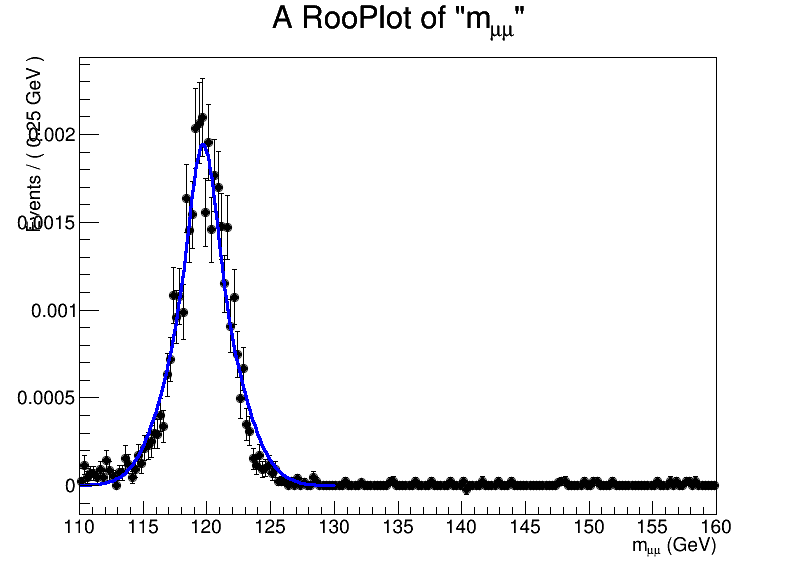 A RooPlot of "mμμ"
Events / ( 0.25 GeV )
0.002
0.0015
0.001
0.0005
0
110 115 120 125 130 135 140 145 150 155 160
mμμ (GeV)